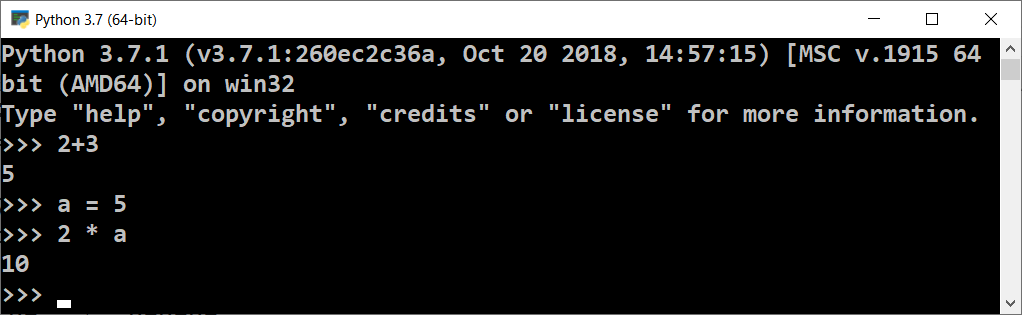 Python 3.7 (64-bit)
Python 3.7.1 (v3.7.1:260ec2c36a, Oct 20 2018, 14:57:15) [MSC v.1915 64
bit (AMD64)] on win32
Type "help", "copyright", "credits" or "license" for more information.
>>> 2+3
5
>>> a = 5
>>> 2 * a
10
>>>